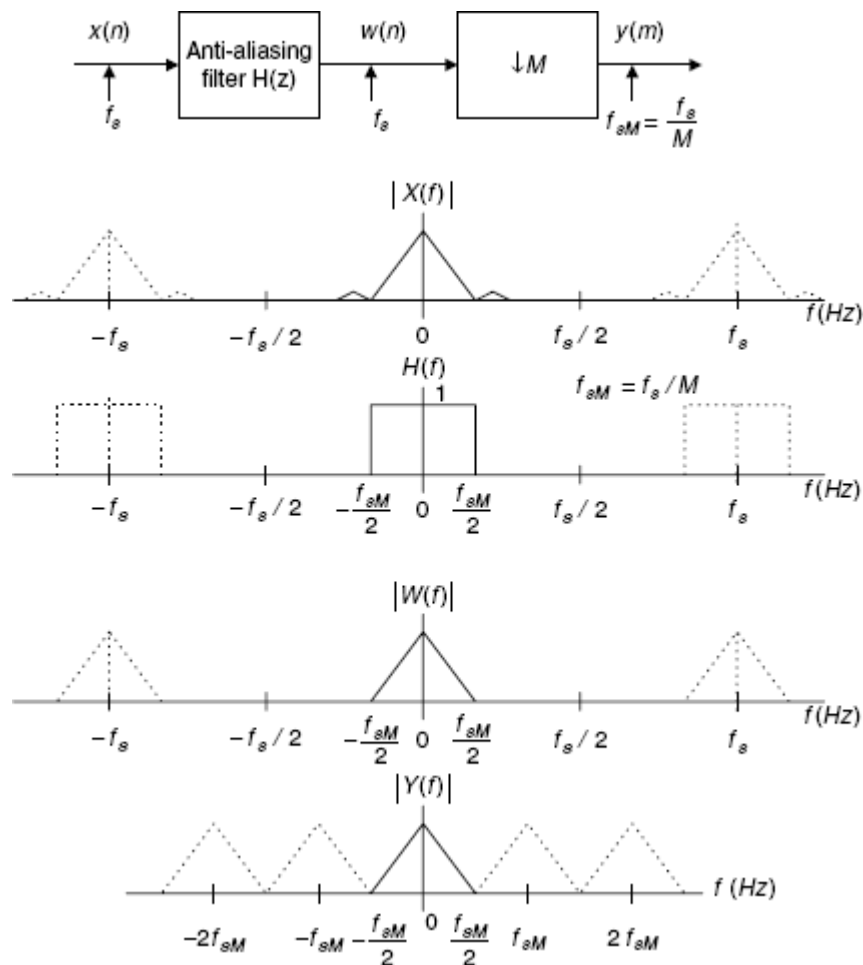 x(n) w(n) y(m)
Anti-aliasing
filter H(z)
↓M
f_s f_s f_sM = f_s/M
|X(f)|
f(Hz)
−f_s −f_s / 2 0 f_s / 2 f_s
H(f)
1
f_sM = f_s / M
f(Hz)
−f_s −f_s / 2 −f_sM/2 0 f_sM/2 f_s / 2 f_s
|W(f)|
f(Hz)
−f_s −f_s / 2 −f_sM/2 0 f_sM/2 f_s / 2 f_s
|Y(f)|
f (Hz)
−2f_sM −f_sM −f_sM/2 0 f_sM/2 f_sM 2 f_sM